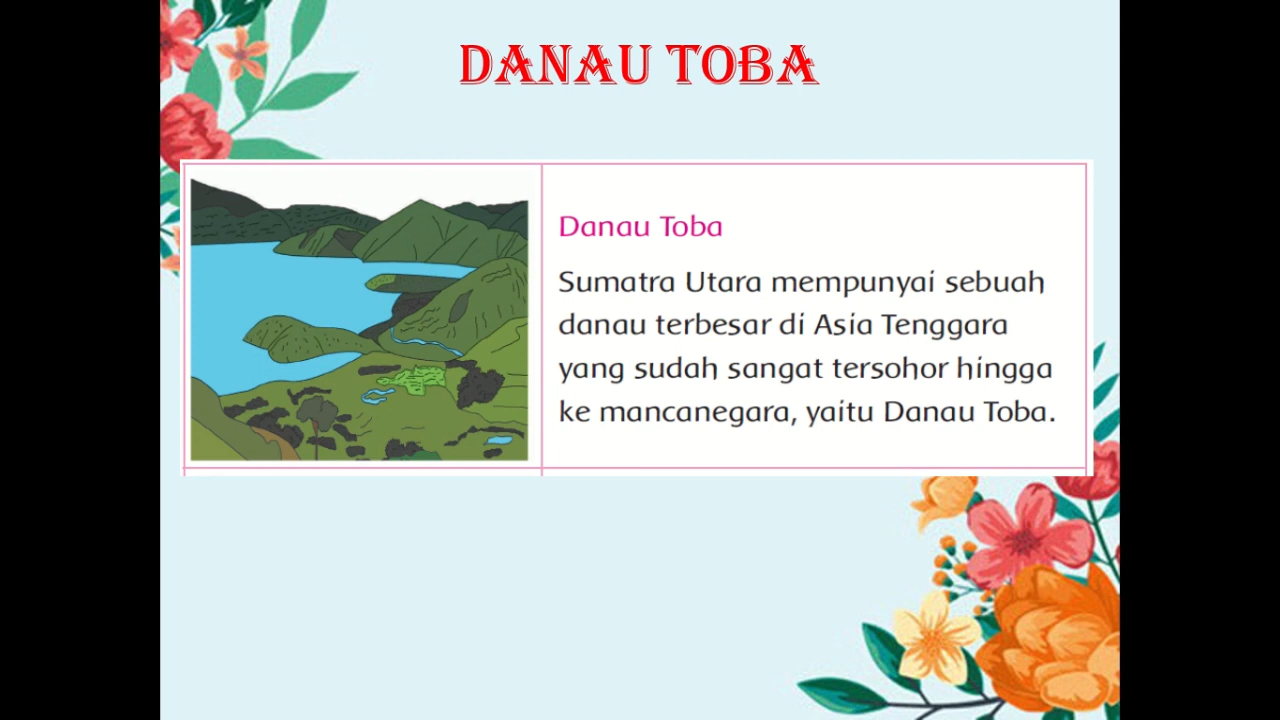 DANAU TOBA
Danau Toba
Sumatra Utara mempunyai sebuah
danau terbesar di Asia Tenggara
yang sudah sangat tersohor hingga
ke mancanegara, yaitu Danau Toba.